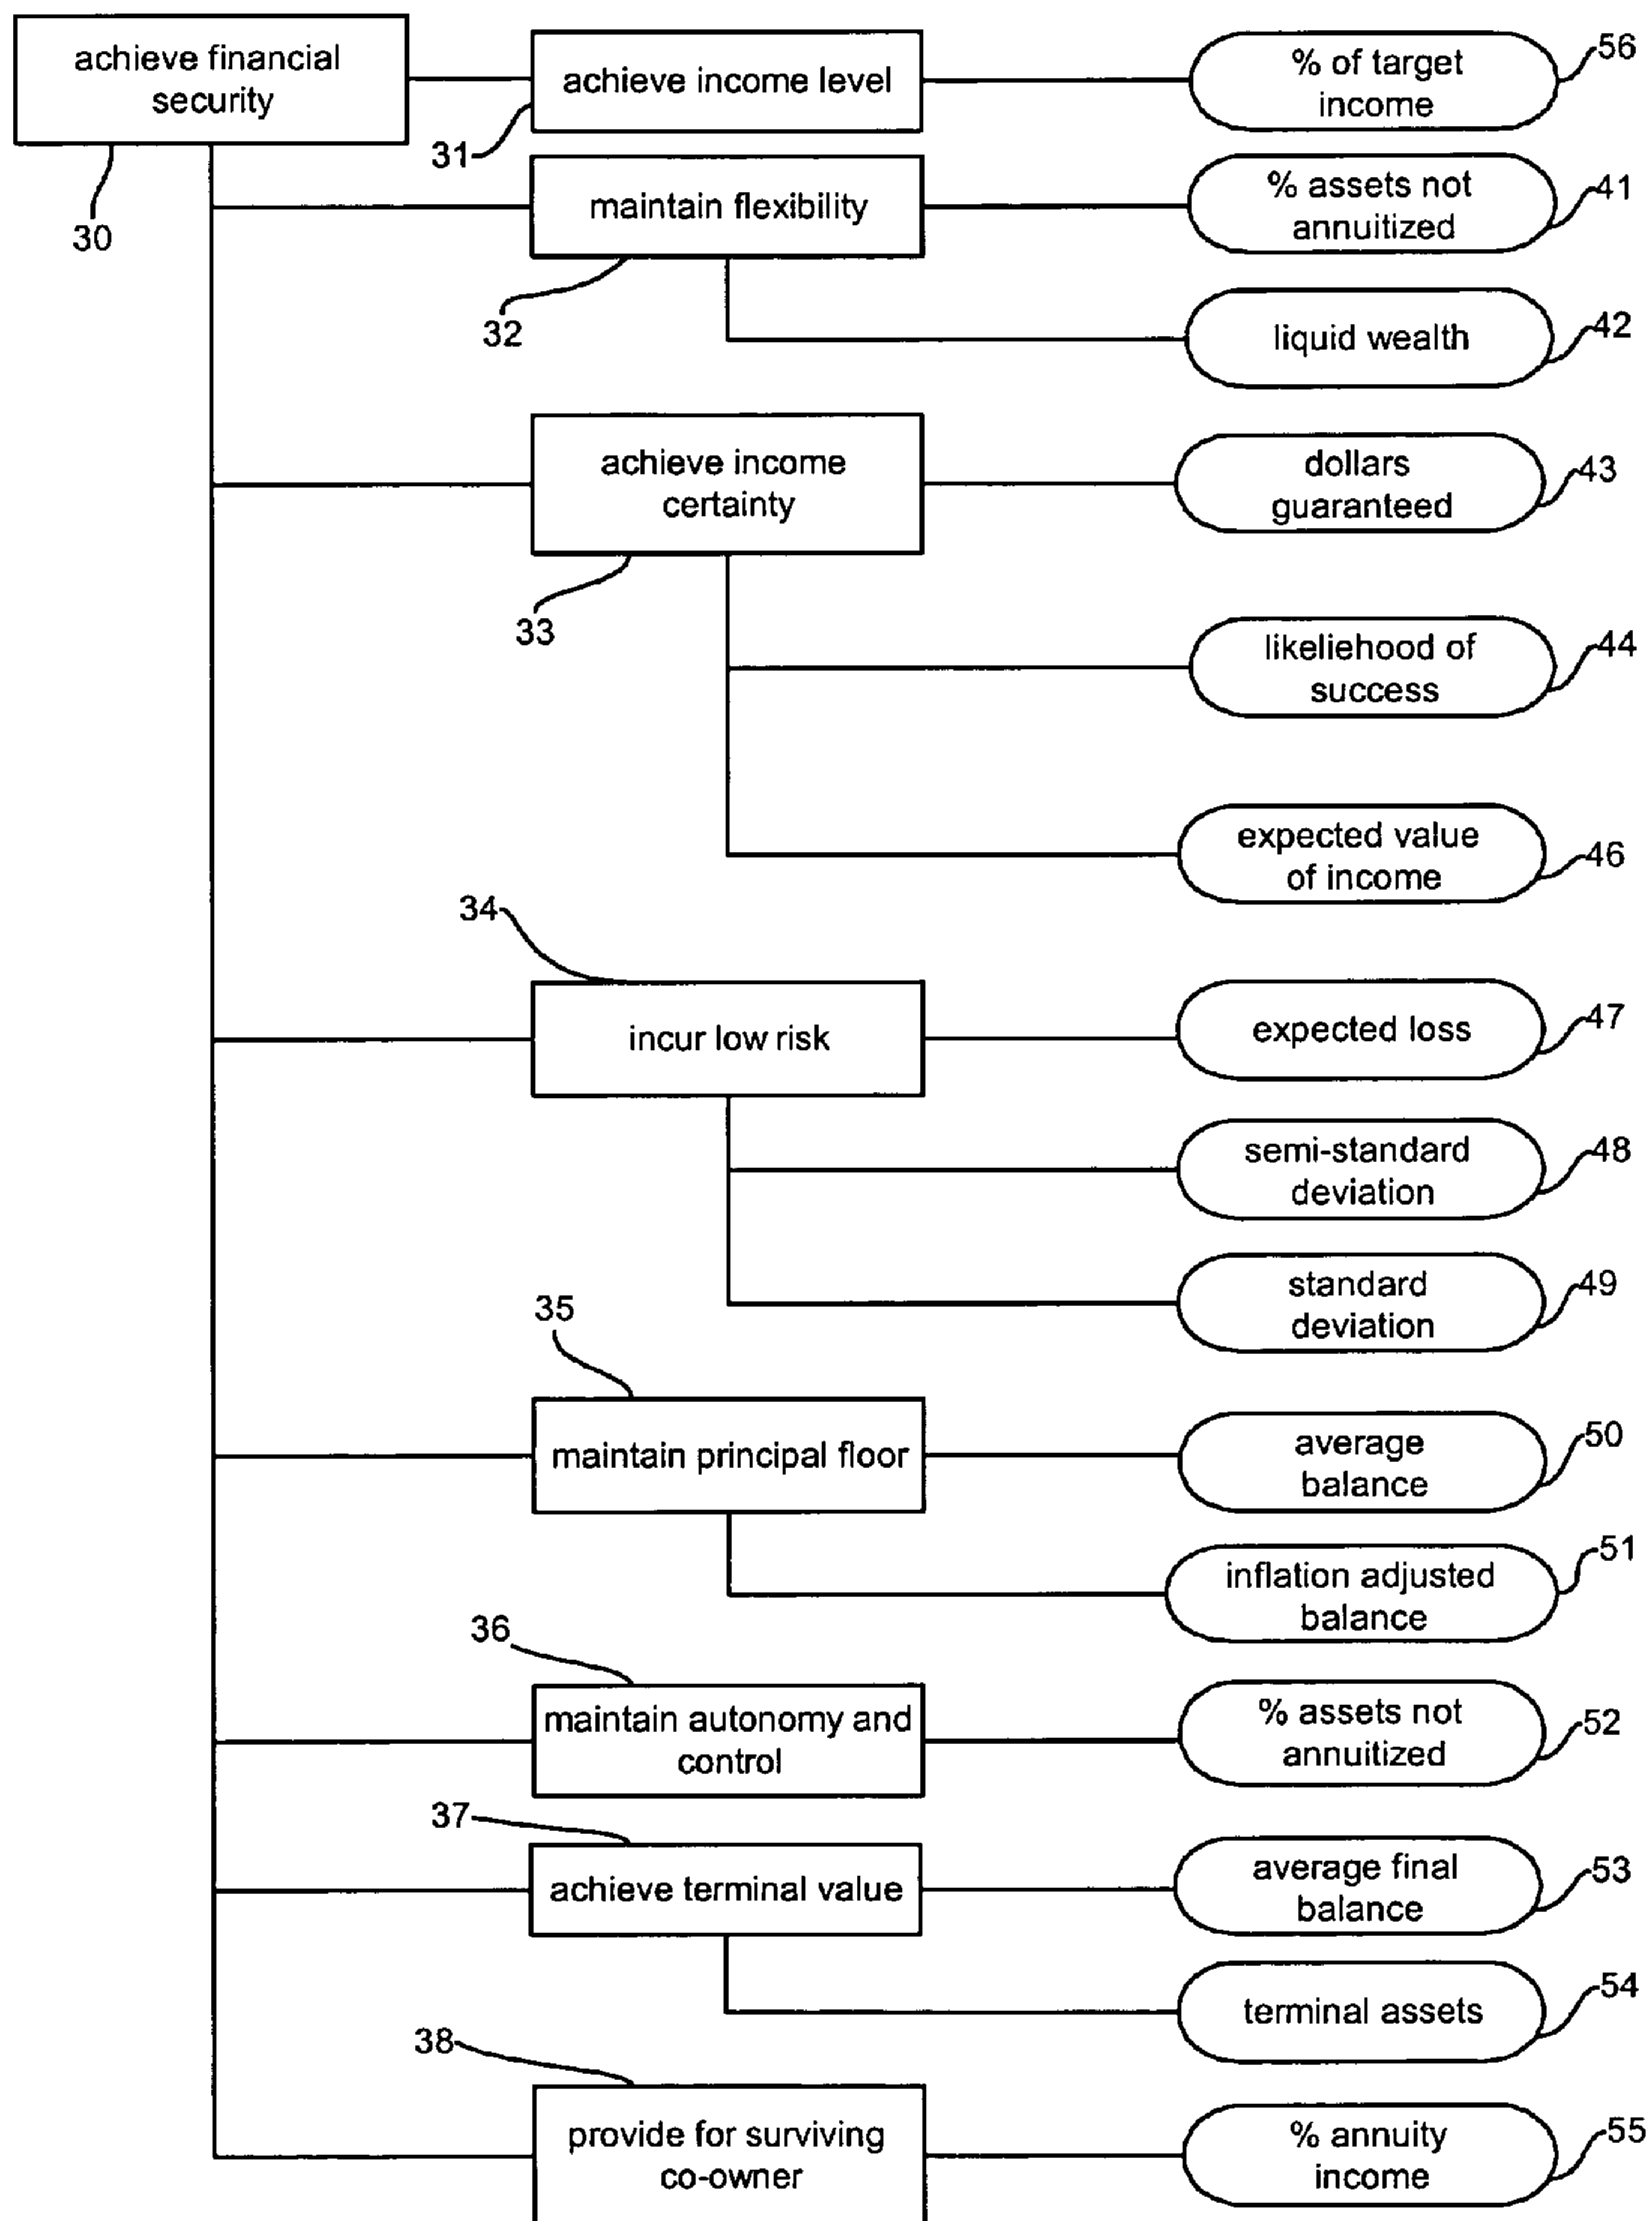 achieve financial
security
30
achieve income level
31
% of target
income
56
maintain flexibility
32
% assets not
annuitized
41
liquid wealth
42
achieve income
certainty
33
dollars
guaranteed
43
likeliehood of
success
44
expected value
of income
46
34
incur low risk
expected loss
47
semi-standard
deviation
48
standard
deviation
49
35
maintain principal floor
average
balance
50
inflation adjusted
balance
51
36
maintain autonomy and
control
% assets not
annuitized
52
37
achieve terminal value
average final
balance
53
terminal assets
54
38
provide for surviving
co-owner
% annuity
income
55